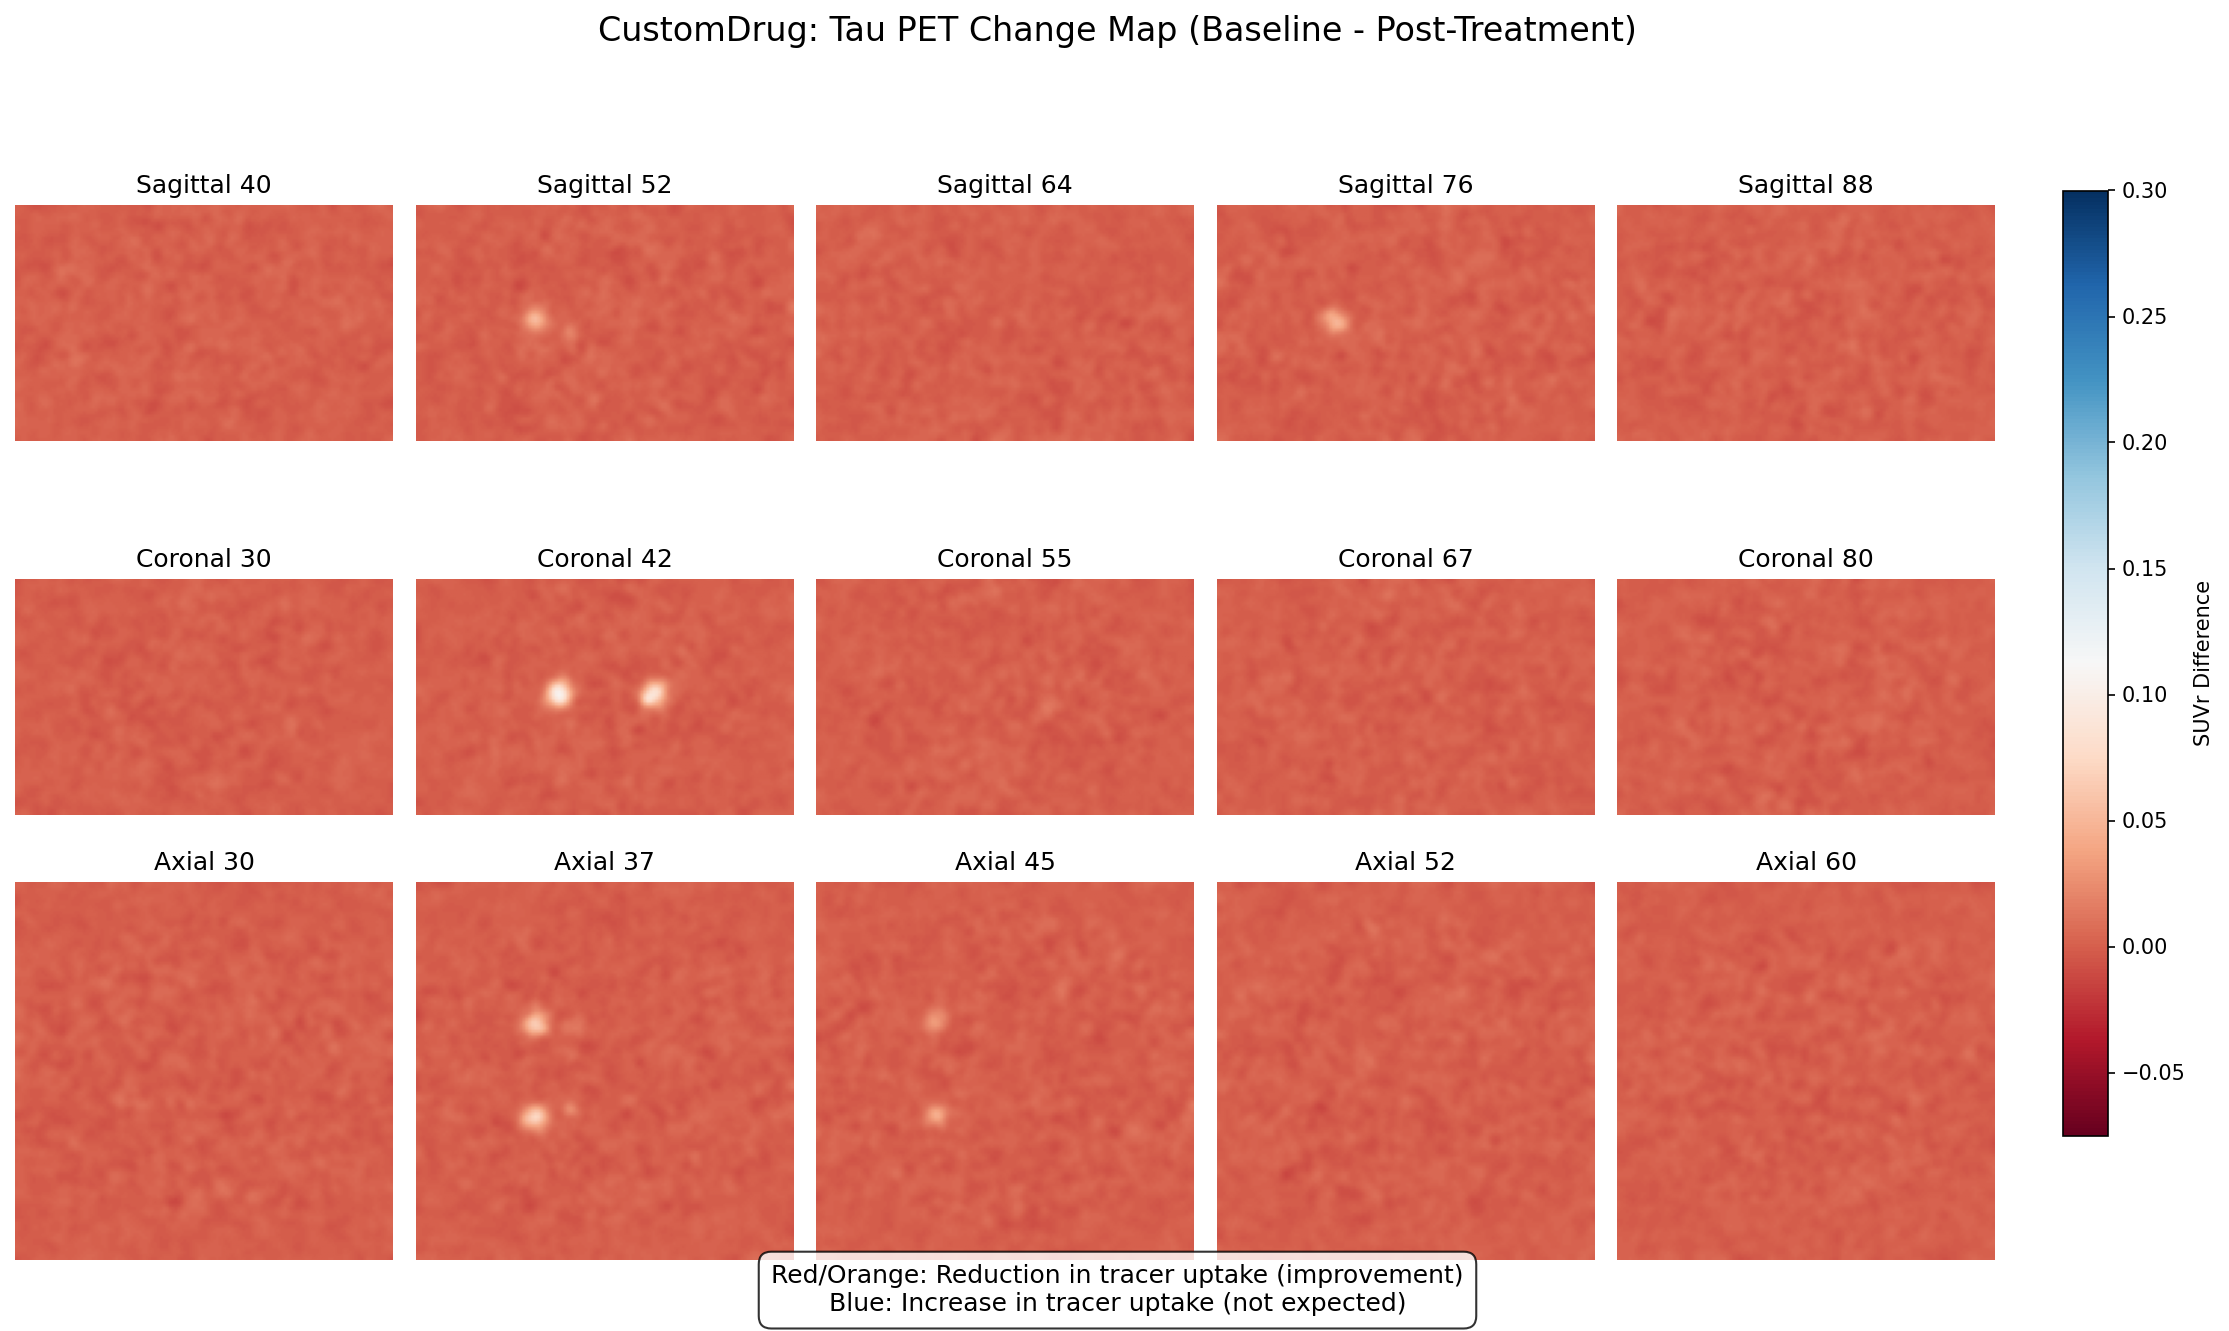 CustomDrug: Tau PET Change Map (Baseline - Post-Treatment)
Sagittal 40
Sagittal 52
Sagittal 64
Sagittal 76
Sagittal 88
Coronal 30
Coronal 42
Coronal 55
Coronal 67
Coronal 80
Axial 30
Axial 37
Axial 45
Axial 52
Axial 60
0.30
0.25
0.20
0.15
0.10
0.05
0.00
−0.05
SUVr Difference
Red/Orange: Reduction in tracer uptake (improvement)
Blue: Increase in tracer uptake (not expected)